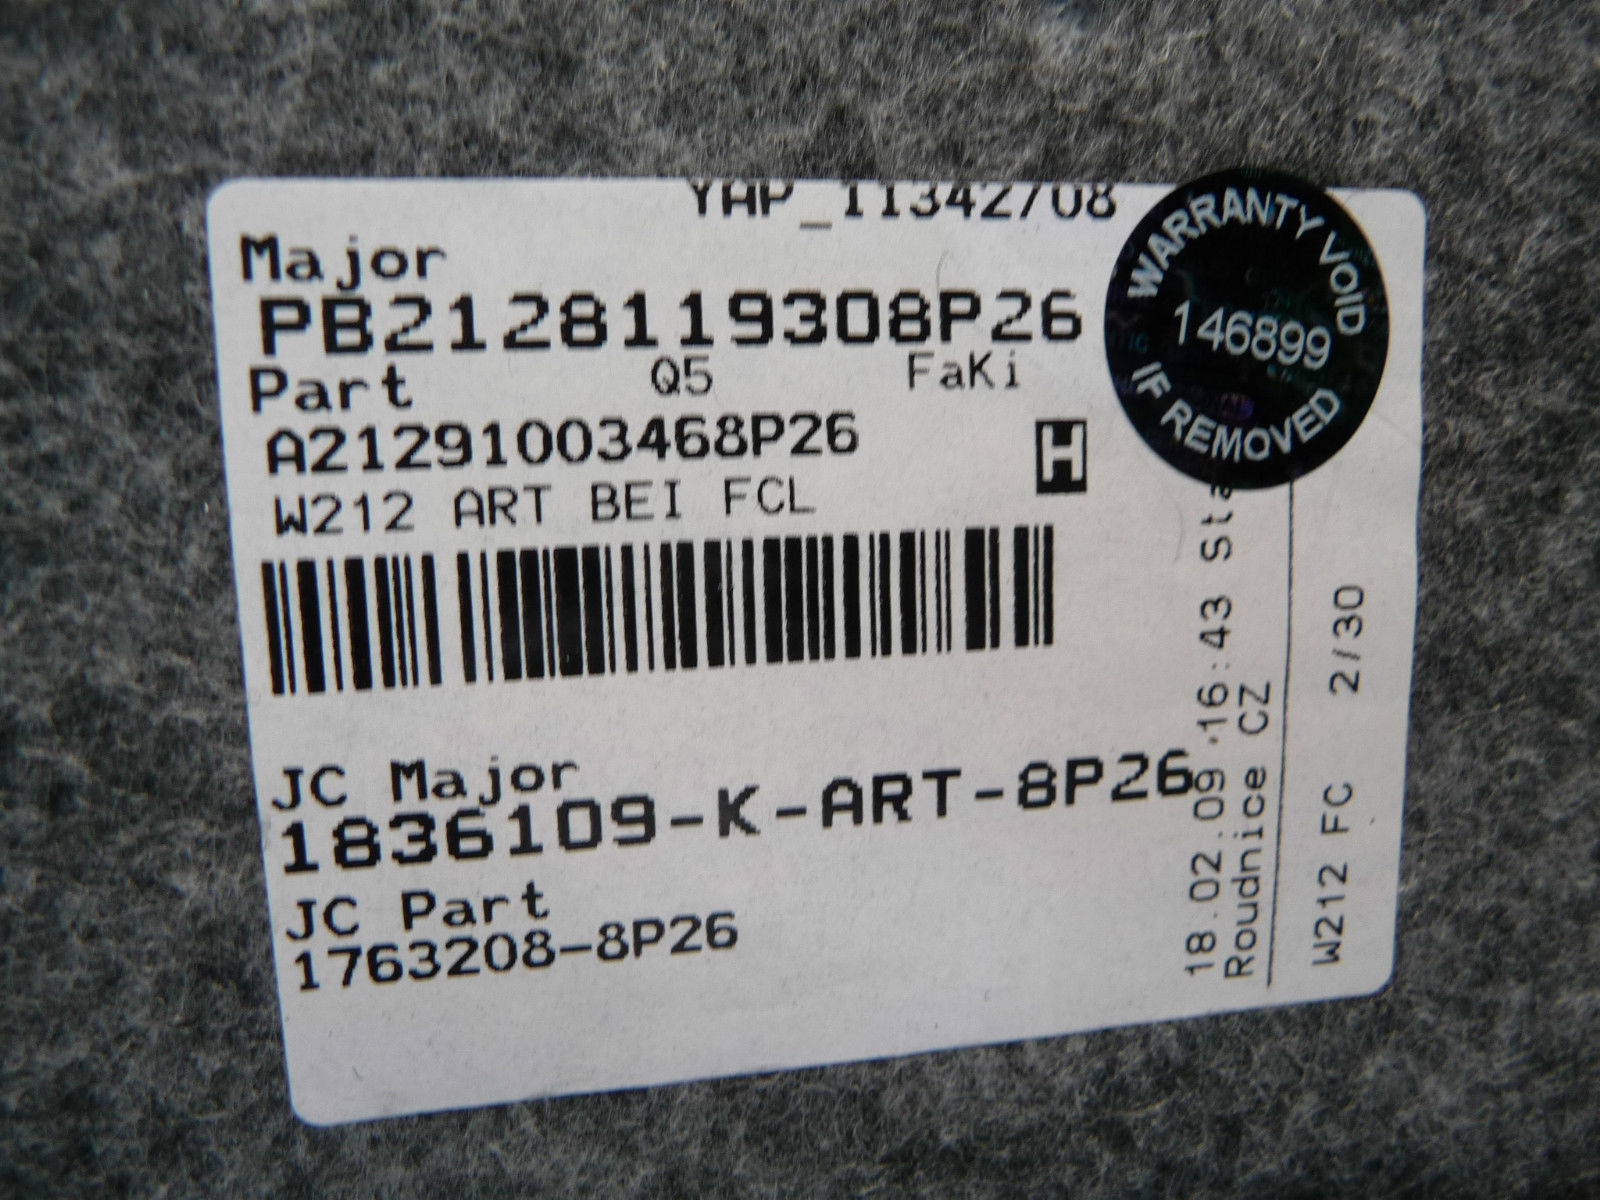 YAP_11342708
Major
PB2128119308P26
Part Q5 FaKi
A21291003468P26
H
W212 ART BEI FCL
JC Major
1836109-K-ART-8P26
JC Part
1763208-8P26
18.02.09 16:43
Roudnice CZ
W212 FC 2/30
WARRANTY VOID
146899
IF REMOVED